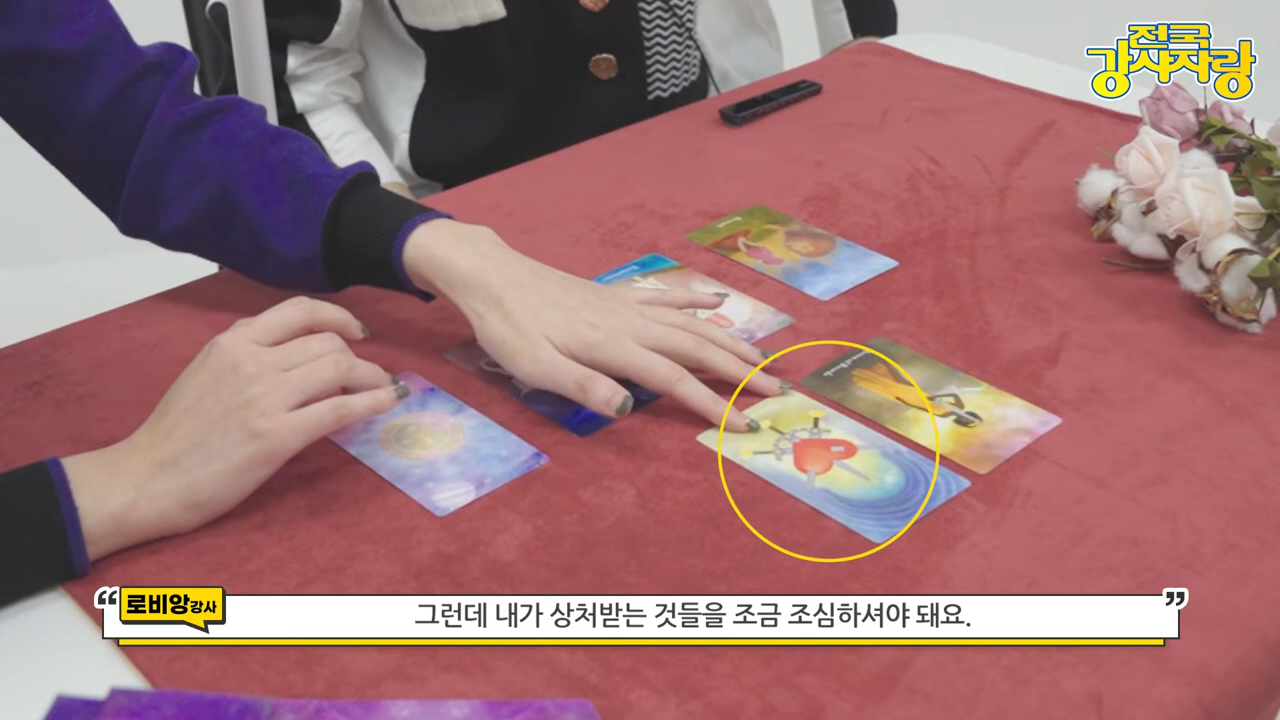 전국
강사자랑
“ 로비앙강사 ”
그런데 내가 상처받는 것들을 조금 조심하셔야 돼요.